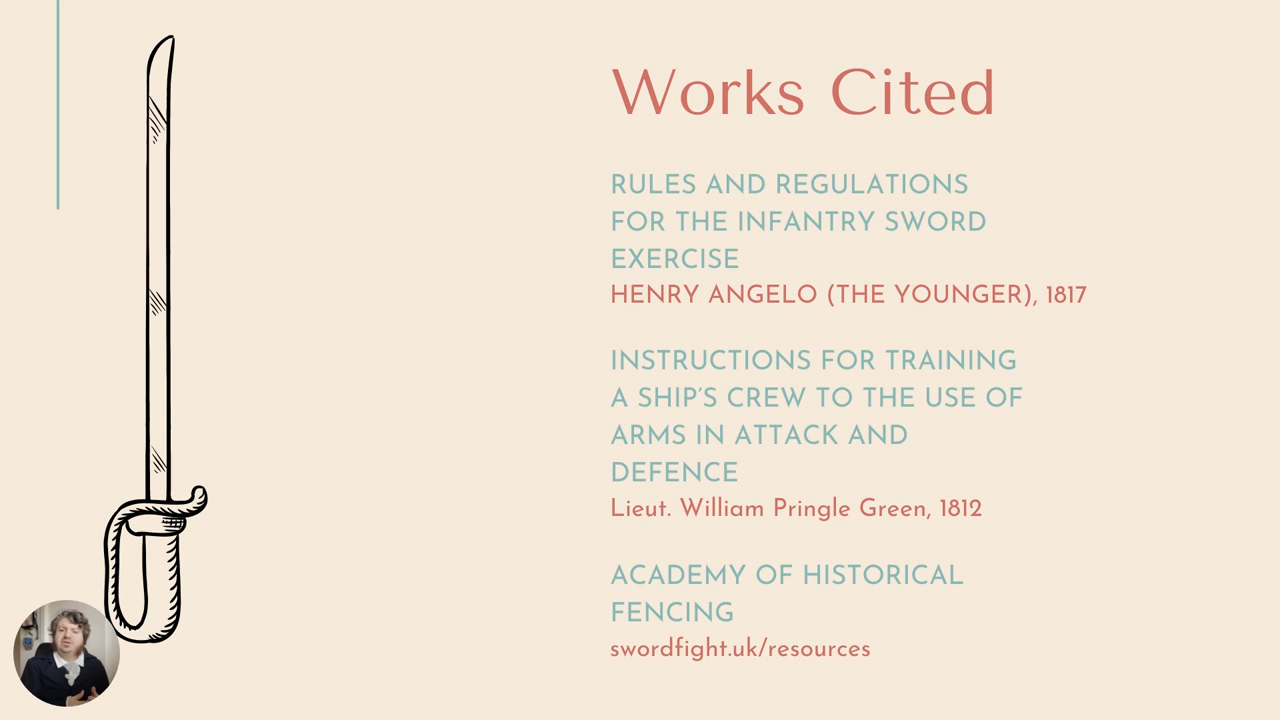 Works Cited
RULES AND REGULATIONS
FOR THE INFANTRY SWORD
EXERCISE
HENRY ANGELO (THE YOUNGER), 1817
INSTRUCTIONS FOR TRAINING
A SHIP'S CREW TO THE USE OF
ARMS IN ATTACK AND
DEFENCE
Lieut. William Pringle Green, 1812
ACADEMY OF HISTORICAL
FENCING
swordfight.uk/resources